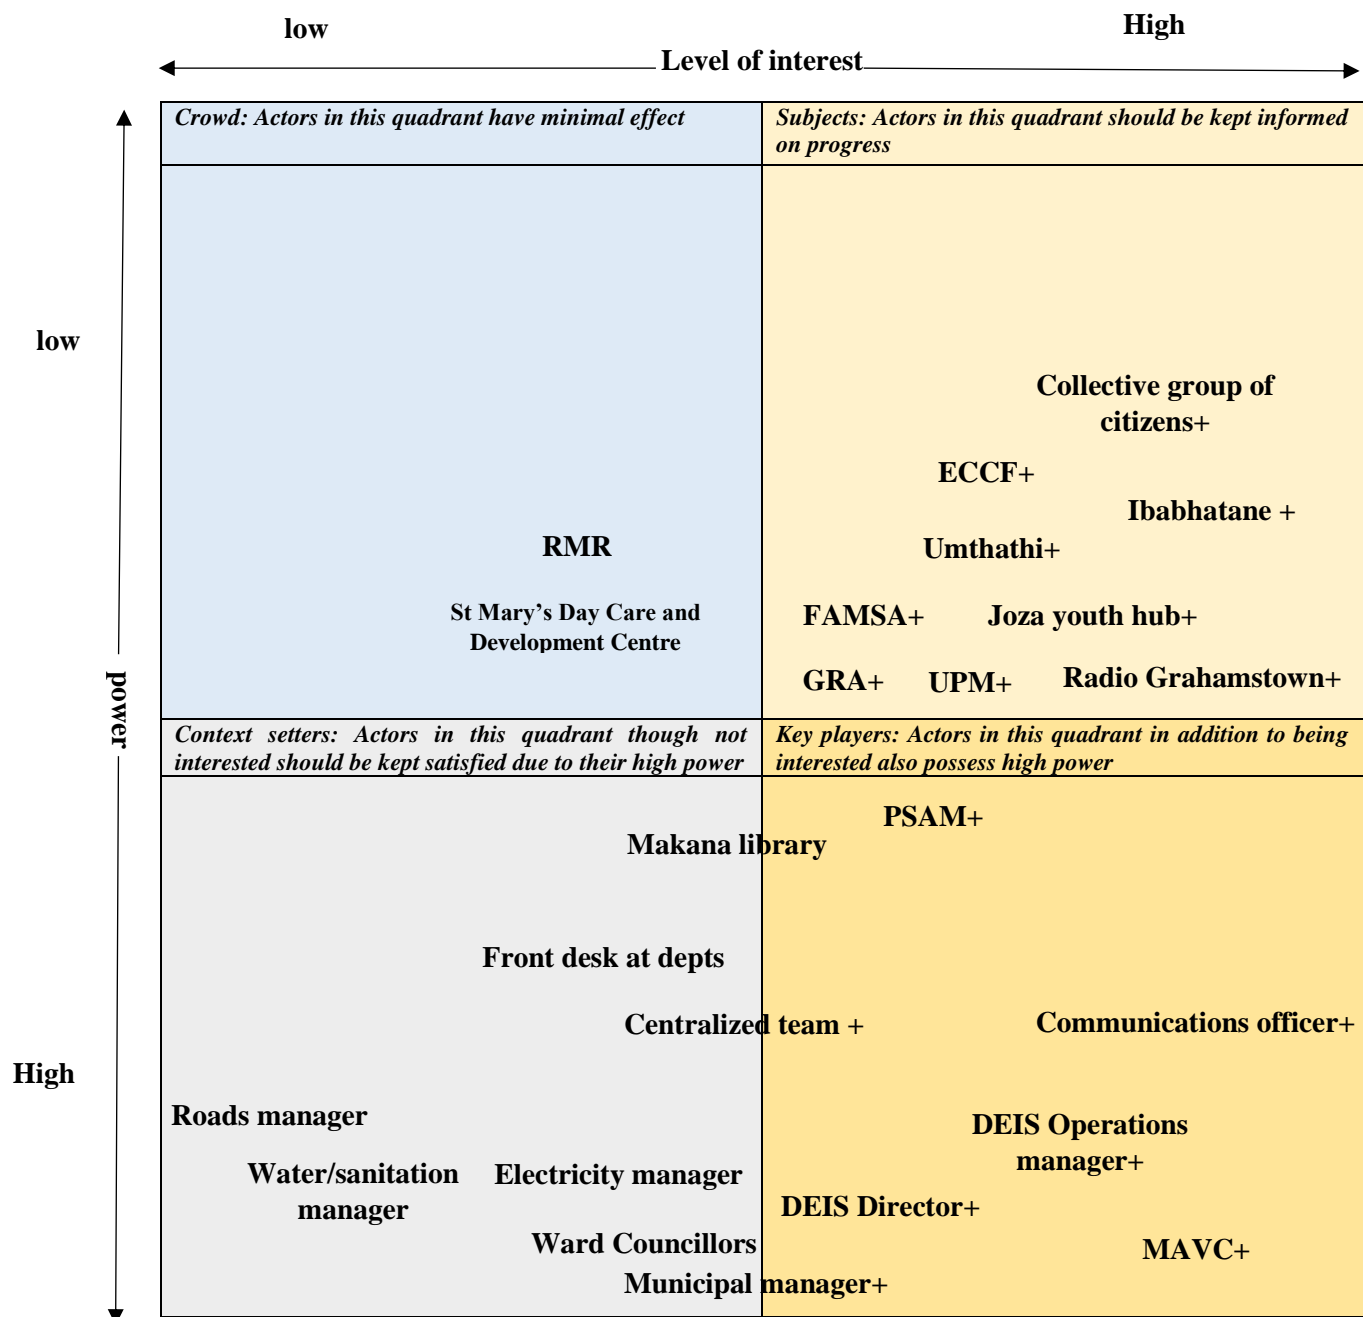 low
High
Level of interest
Crowd: Actors in this quadrant have minimal effect
Subjects: Actors in this quadrant should be kept informed
on progress
low
Collective group of
citizens+
ECCF+
Ibabhatane +
RMR
Umthathi+
St Mary’s Day Care and
Development Centre
FAMSA+
Joza youth hub+
GRA+
UPM+
Radio Grahamstown+
power
Context setters: Actors in this quadrant though not
interested should be kept satisfied due to their high power
Key players: Actors in this quadrant in addition to being
interested also possess high power
PSAM+
Makana library
Front desk at depts
Centralized team +
Communications officer+
High
Roads manager
DEIS Operations
manager+
Water/sanitation
manager
Electricity manager
DEIS Director+
Ward Councillors
MAVC+
Municipal manager+